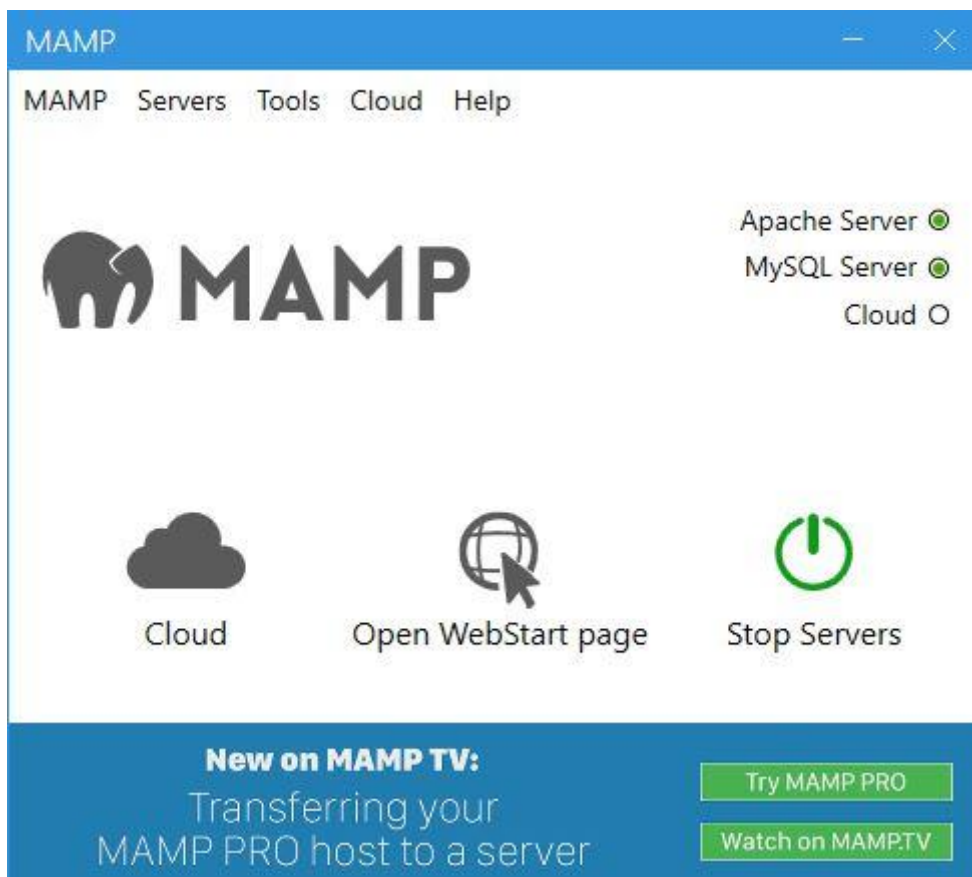 MAMP
MAMP Servers Tools Cloud Help
Apache Server
MySQL Server
Cloud
MAMP
Cloud
Open WebStart page
Stop Servers
New on MAMP TV:
Transferring your
MAMP PRO host to a server
Try MAMP PRO
Watch on MAMP.TV